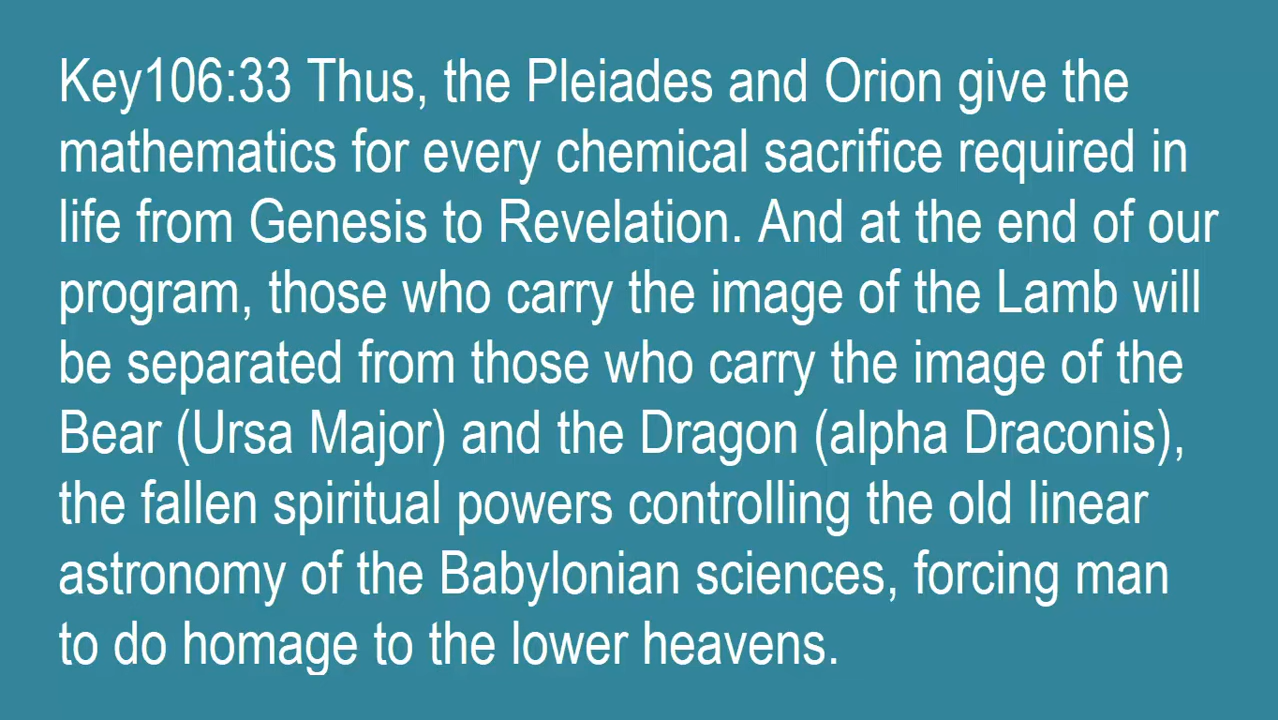 Key106:33 Thus, the Pleiades and Orion give the
mathematics for every chemical sacrifice required in
life from Genesis to Revelation. And at the end of our
program, those who carry the image of the Lamb will
be separated from those who carry the image of the
Bear (Ursa Major) and the Dragon (alpha Draconis),
the fallen spiritual powers controlling the old linear
astronomy of the Babylonian sciences, forcing man
to do homage to the lower heavens.